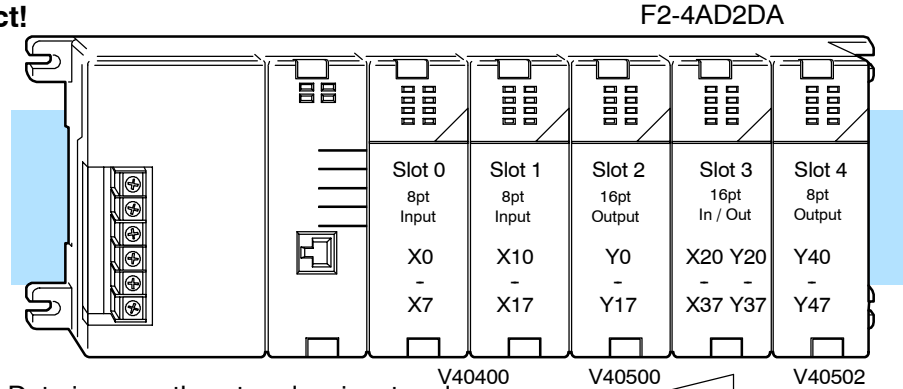 ct!
F2-4AD2DA
Slot 0
8pt
Input
X0
-
X7
Slot 1
8pt
Input
X10
-
X17
Slot 2
16pt
Output
Y0
-
Y17
Slot 3
16pt
In / Out
X20 Y20
- -
X37 Y37
Slot 4
8pt
Output
Y40
-
Y47
V40400
V40500
V40502